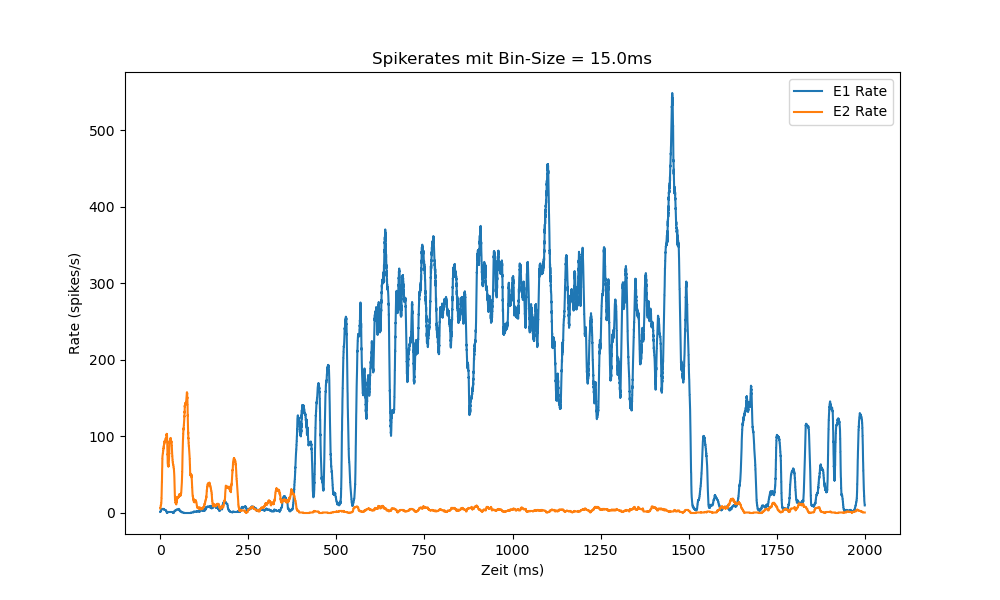 Spikerates mit Bin-Size = 15.0ms
E1 Rate
E2 Rate
Rate (spikes/s)
500
400
300
200
100
0
0 250 500 750 1000 1250 1500 1750 2000
Zeit (ms)